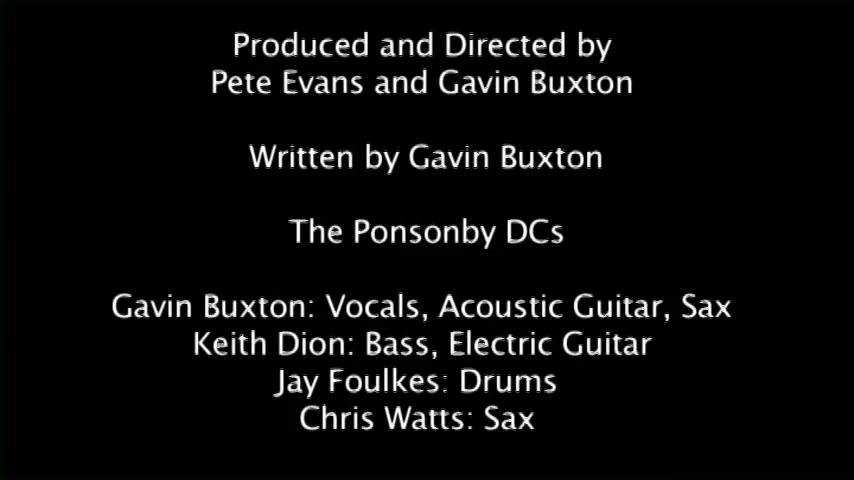 Produced and Directed by
Pete Evans and Gavin Buxton
Written by Gavin Buxton
The Ponsonby DCs
Gavin Buxton: Vocals, Acoustic Guitar, Sax
Keith Dion: Bass, Electric Guitar
Jay Foulkes: Drums
Chris Watts: Sax